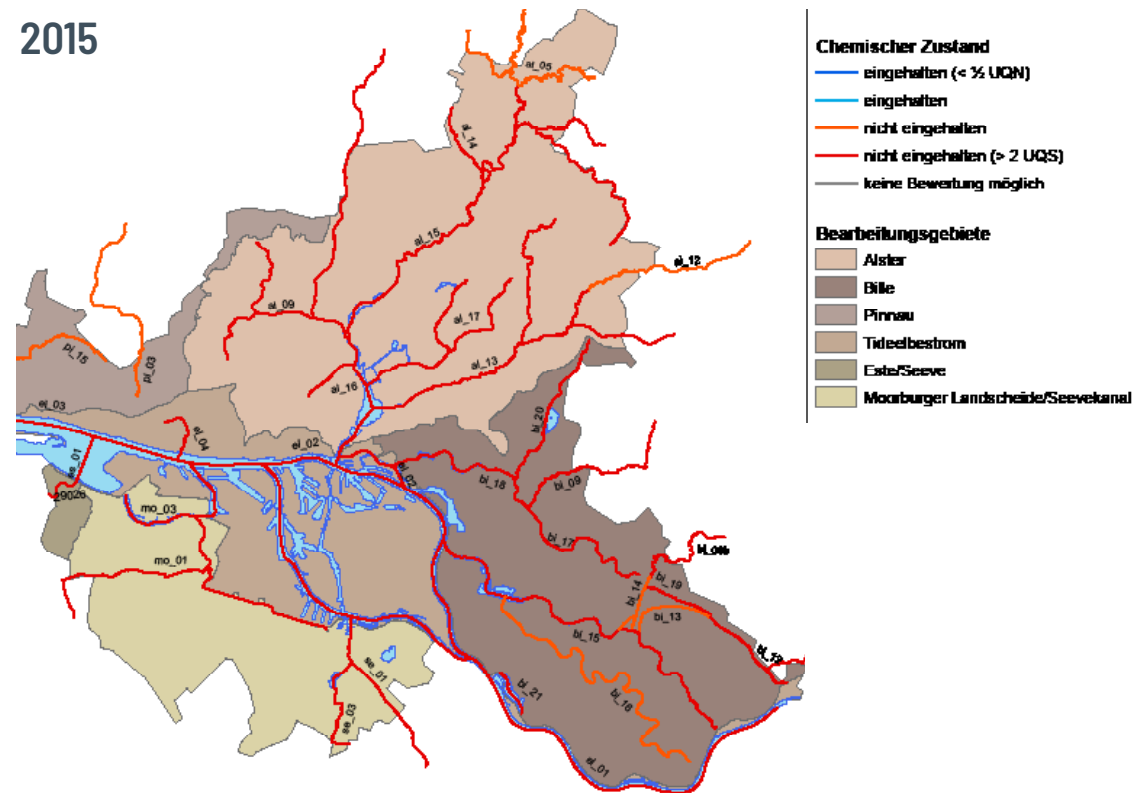 2015
Chemischer Zustand
eingehalten (< ½ UQN)
eingehalten
nicht eingehalten
nicht eingehalten (> 2 UQS)
keine Bewertung möglich
Bearbeitungsgebiete
Alster
Bille
Pinnau
Tideelbestrom
Este/Seeve
Moorburger Landscheide/Seevekanal
al_05
al_14
al_15
al_12
al_09
al_17
al_13
al_16
pi_15
pi_03
el_03
el_04
el_02
el_02
se_01
29026
mo_03
mo_01
bi_20
bi_18
bi_09
bi_17
bi_14
bi_19
bi_13
bi_15
bi_19
bi_16
bi_21
se_01
se_03
el_01